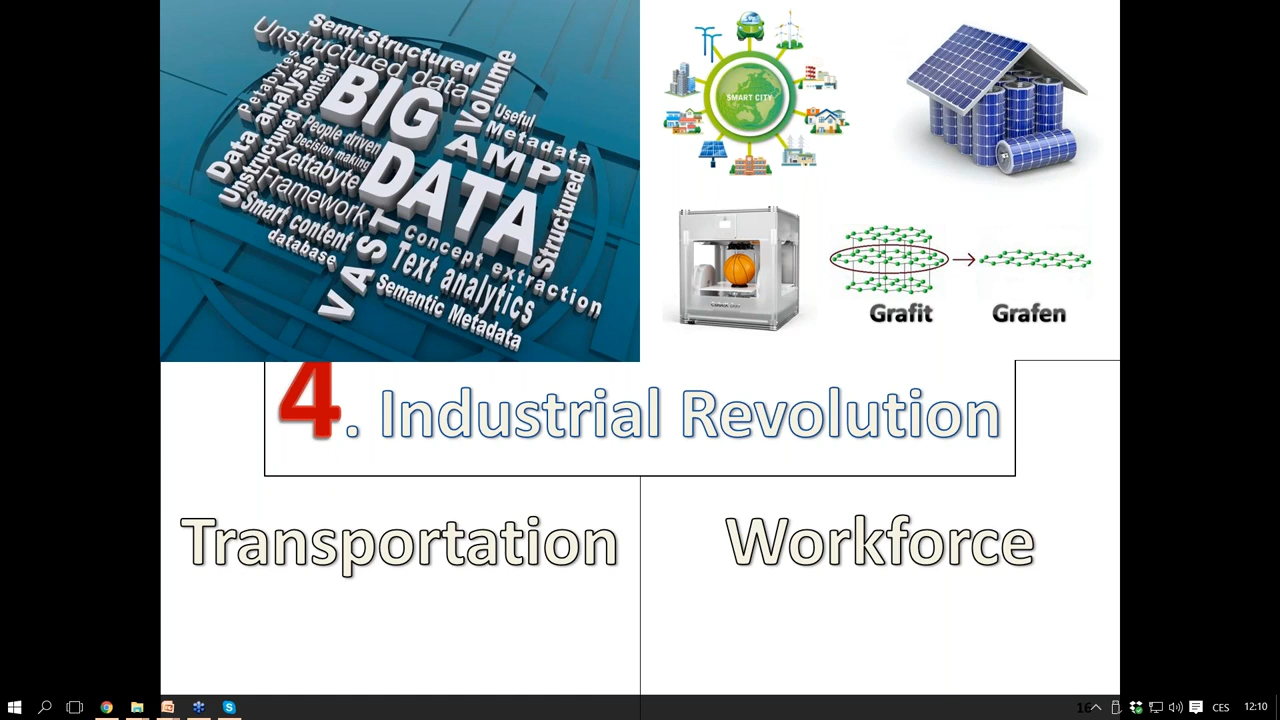 Semi-Structured
Unstructured data
Petabytes
Data analysis
Unstructured content
BIG
DATA
Volume
Useful
Metadata
AMP
People driven
Decision making
Zettabyte
Framework
Structured
Smart content
database
VAST
Concept extraction
Text analytics
Semantic Metadata
SMART CITY
Grafit
Grafen
4. Industrial Revolution
Transportation
Workforce
CES
12:10